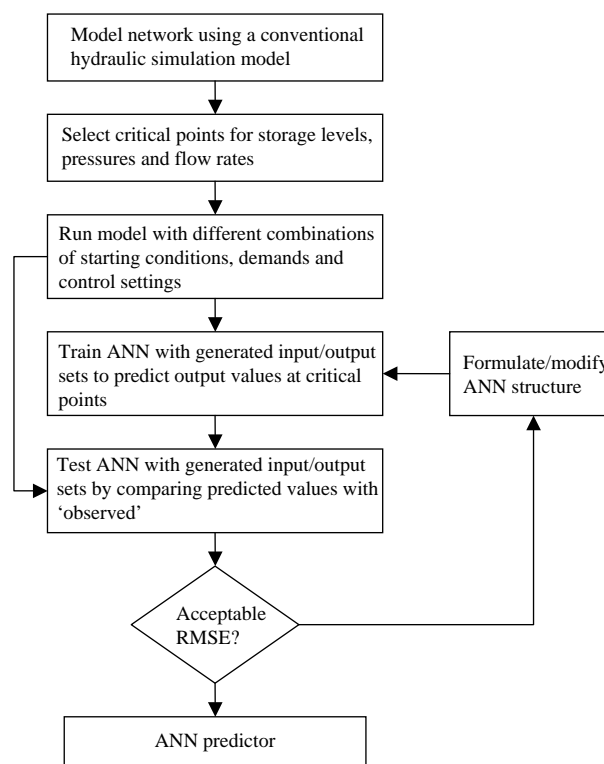 Model network using a conventional
hydraulic simulation model
Select critical points for storage levels,
pressures and flow rates
Run model with different combinations
of starting conditions, demands and
control settings
Train ANN with generated input/output
sets to predict output values at critical
points
Formulate/modify
ANN structure
Test ANN with generated input/output
sets by comparing predicted values with
‘observed’
Acceptable
RMSE?
ANN predictor